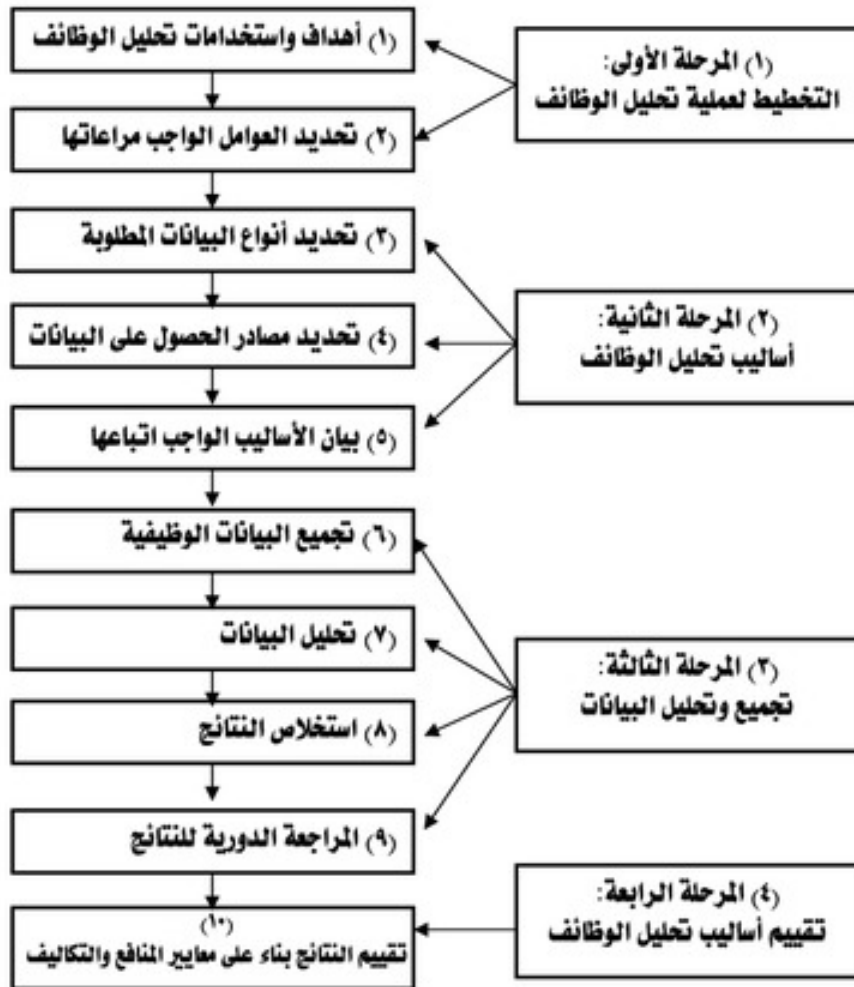 (١) أهداف واستخدامات تحليل الوظائف
(١) المرحلة الأولى:
التخطيط لعملية تحليل الوظائف
(٢) تحديد العوامل الواجب مراعاتها
(٣) تحديد أنواع البيانات المطلوبة
(٢) المرحلة الثانية:
أساليب تحليل الوظائف
(٤) تحديد مصادر الحصول على البيانات
(٥) بيان الأساليب الواجب اتباعها
(٦) تجميع البيانات الوظيفية
(٧) تحليل البيانات
(٣) المرحلة الثالثة:
تجميع وتحليل البيانات
(٨) استخلاص النتائج
(٩) المراجعة الدورية للنتائج
(٤) المرحلة الرابعة:
تقييم أساليب تحليل الوظائف
(١٠)
تقييم النتائج بناء على معايير المنافع والتكاليف